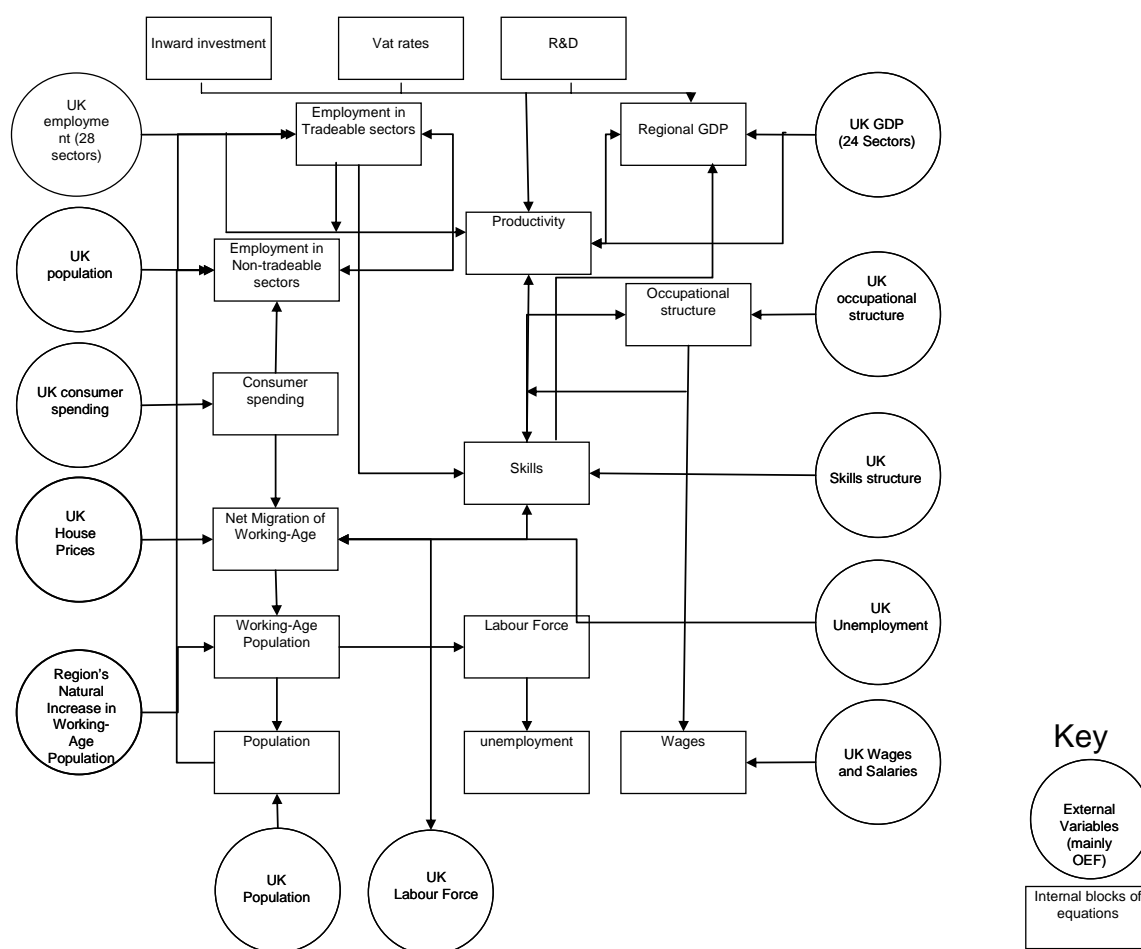 Inward investment
Vat rates
R&D
UK
employme
nt (28
sectors)
Employment in
Tradeable sectors
Regional GDP
UK GDP
(24 Sectors)
Productivity
UK
population
Employment in
Non-tradeable
sectors
Occupational
structure
UK
occupational
structure
UK consumer
spending
Consumer
spending
Skills
UK
Skills structure
UK
House
Prices
Net Migration of
Working-Age
Working-Age
Population
Labour Force
UK
Unemployment
Region's
Natural
Increase in
Working-
Age
Population
Population
unemployment
Wages
UK Wages
and Salaries
UK
Population
UK
Labour Force
Key
External
Variables
(mainly
OEF)
Internal blocks of
equations